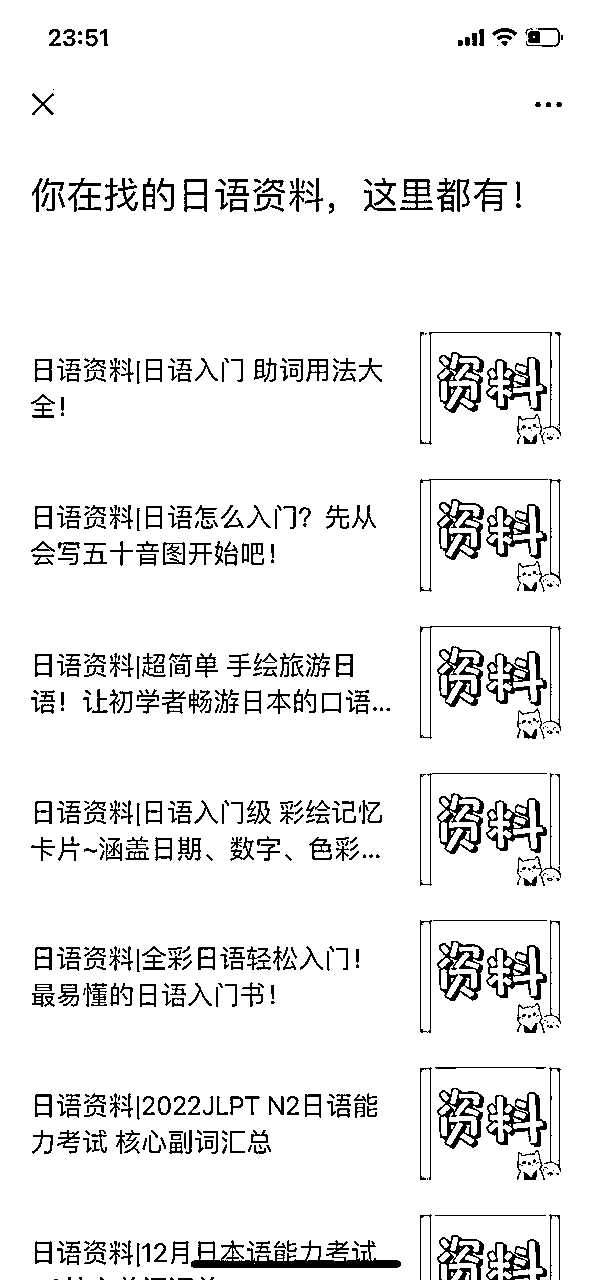 23:51
你在找的日语资料，这里都有！
日语资料|日语入门 助词用法大
全！
资料
日语资料|日语怎么入门？先从
会写五十音图开始吧！
资料
日语资料|超简单 手绘旅游日
语！让初学者畅游日本的口语...
资料
日语资料|日语入门级 彩绘记忆
卡片~涵盖日期、数字、色彩...
资料
日语资料|全彩日语轻松入门！
最易懂的日语入门书！
资料
日语资料|2022JLPT N2日语能
力考试 核心副词汇总
资料
日语资料|12月日本语能力考试
资料